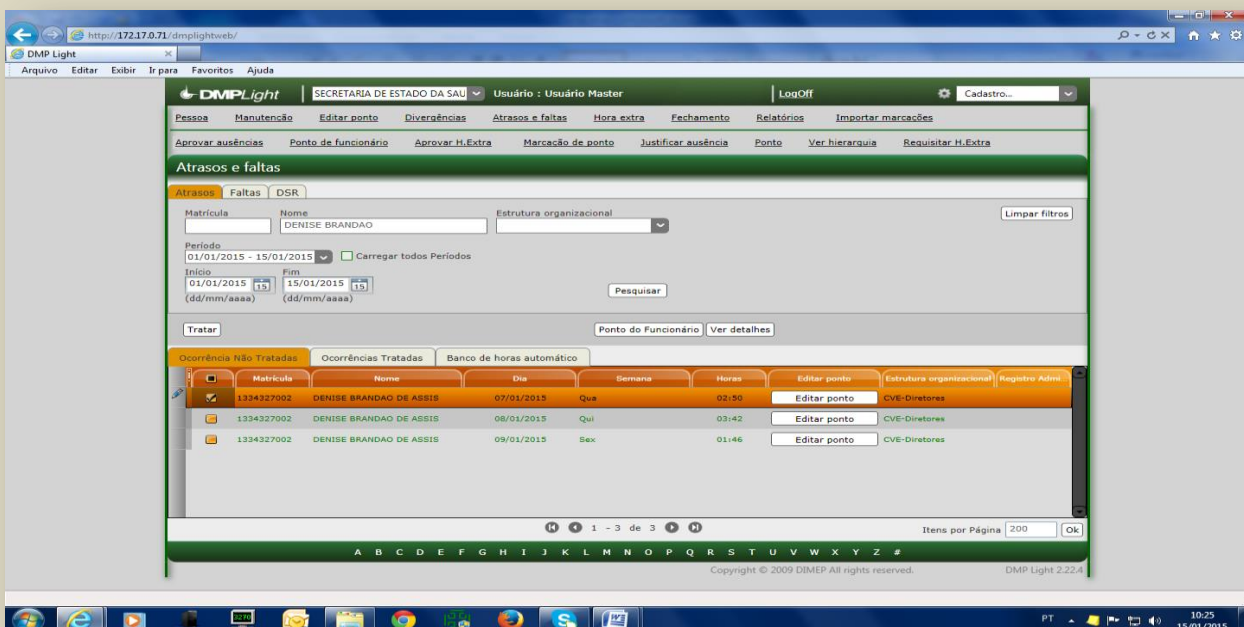 http://172.17.0.71/dmplightweb/
DMP Light
Arquivo Editar Exibir Ir para Favoritos Ajuda
DMPLight SECRETARIA DE ESTADO DA SAU Usuário : Usuário Master LogOff Cadastro...
Pessoa Manutenção Editar ponto Divergências Atrasos e faltas Hora extra Fechamento Relatórios Importar marcações
Aprovar ausências Ponto de funcionário Aprovar H.Extra Marcação de ponto Justificar ausência Ponto Ver hierarquia Requisitar H.Extra
Atrasos e faltas
Atrasos Faltas DSR
Matrícula Nome Estrutura organizacional
DENISE BRANDAO Limpar filtros
Período
01/01/2015 - 15/01/2015 Carregar todos Períodos
Início Fim
01/01/2015 15 15/01/2015 15 Pesquisar
(dd/mm/aaaa) (dd/mm/aaaa)
Tratar Ponto do Funcionário Ver detalhes
Ocorrência Não Tratadas Ocorrências Tratadas Banco de horas automático
Matrícula Nome Dia Semana Horas Editar ponto Estrutura organizacional Registro Admi...
1334327002 DENISE BRANDAO DE ASSIS 07/01/2015 Qua 02:50 Editar ponto CVE-Diretores
1334327002 DENISE BRANDAO DE ASSIS 08/01/2015 Qui 03:42 Editar ponto CVE-Diretores
1334327002 DENISE BRANDAO DE ASSIS 09/01/2015 Sex 01:46 Editar ponto CVE-Diretores
1 - 3 de 3 Itens por Página 200 Ok
A B C D E F G H I J K L M N O P Q R S T U V W X Y Z #
Copyright © 2009 DIMEP All rights reserved. DMP Light 2.22.4
3270
PT 10:25
15/01/2015